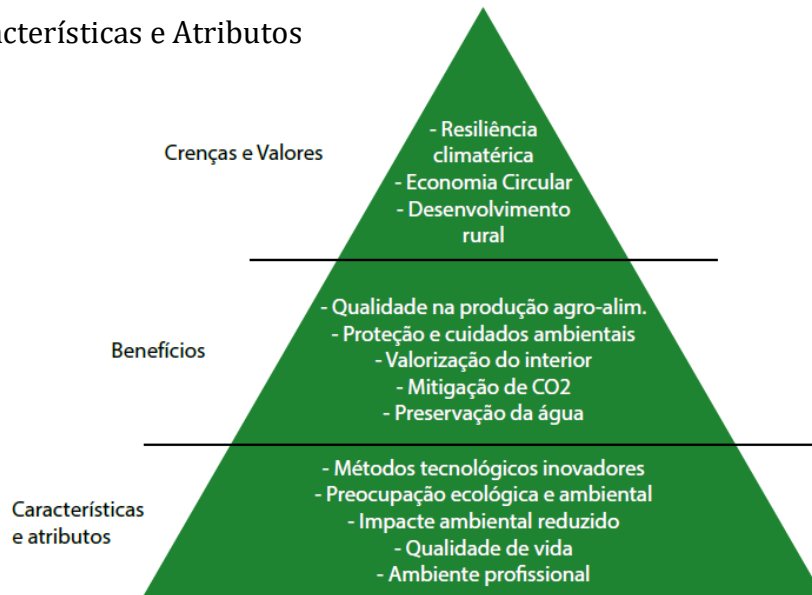 acterísticas e Atributos
Crenças e Valores
- Resiliência
climatérica
- Economia Circular
- Desenvolvimento
rural
Benefícios
- Qualidade na produção agro-alim.
- Proteção e cuidados ambientais
- Valorização do interior
- Mitigação de CO2
- Preservação da água
Características
e atributos
- Métodos tecnológicos inovadores
- Preocupação ecológica e ambiental
- Impacte ambiental reduzido
- Qualidade de vida
- Ambiente profissional